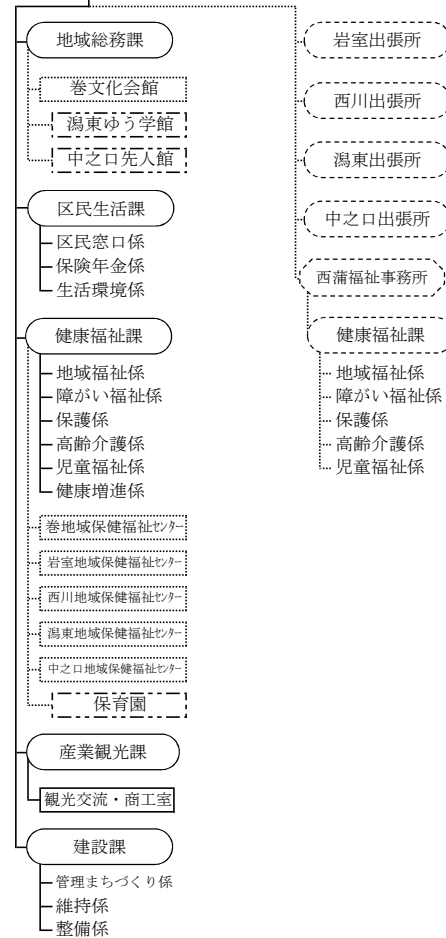 地域総務課
巻文化会館
潟東ゆう学館
中之口先人館
区民生活課
区民窓口係
保険年金係
生活環境係
健康福祉課
地域福祉係
障がい福祉係
保護係
高齢介護係
児童福祉係
健康増進係
巻地域保健福祉ｾﾝﾀｰ
岩室地域保健福祉ｾﾝﾀｰ
西川地域保健福祉ｾﾝﾀｰ
潟東地域保健福祉ｾﾝﾀｰ
中之口地域保健福祉ｾﾝﾀｰ
保育園
産業観光課
観光交流・商工室
建設課
管理まちづくり係
維持係
整備係
岩室出張所
西川出張所
潟東出張所
中之口出張所
西蒲福祉事務所
健康福祉課
地域福祉係
障がい福祉係
保護係
高齢介護係
児童福祉係